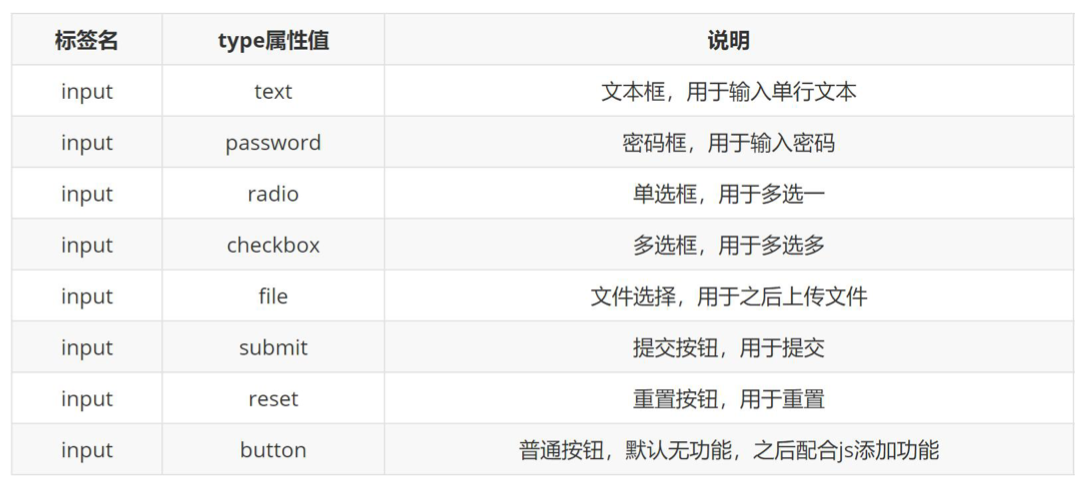 标签名 type属性值 说明
input text 文本框，用于输入单行文本
input password 密码框，用于输入密码
input radio 单选框，用于多选一
input checkbox 多选框，用于多选多
input file 文件选择，用于之后上传文件
input submit 提交按钮，用于提交
input reset 重置按钮，用于重置
input button 普通按钮，默认无功能，之后配合js添加功能